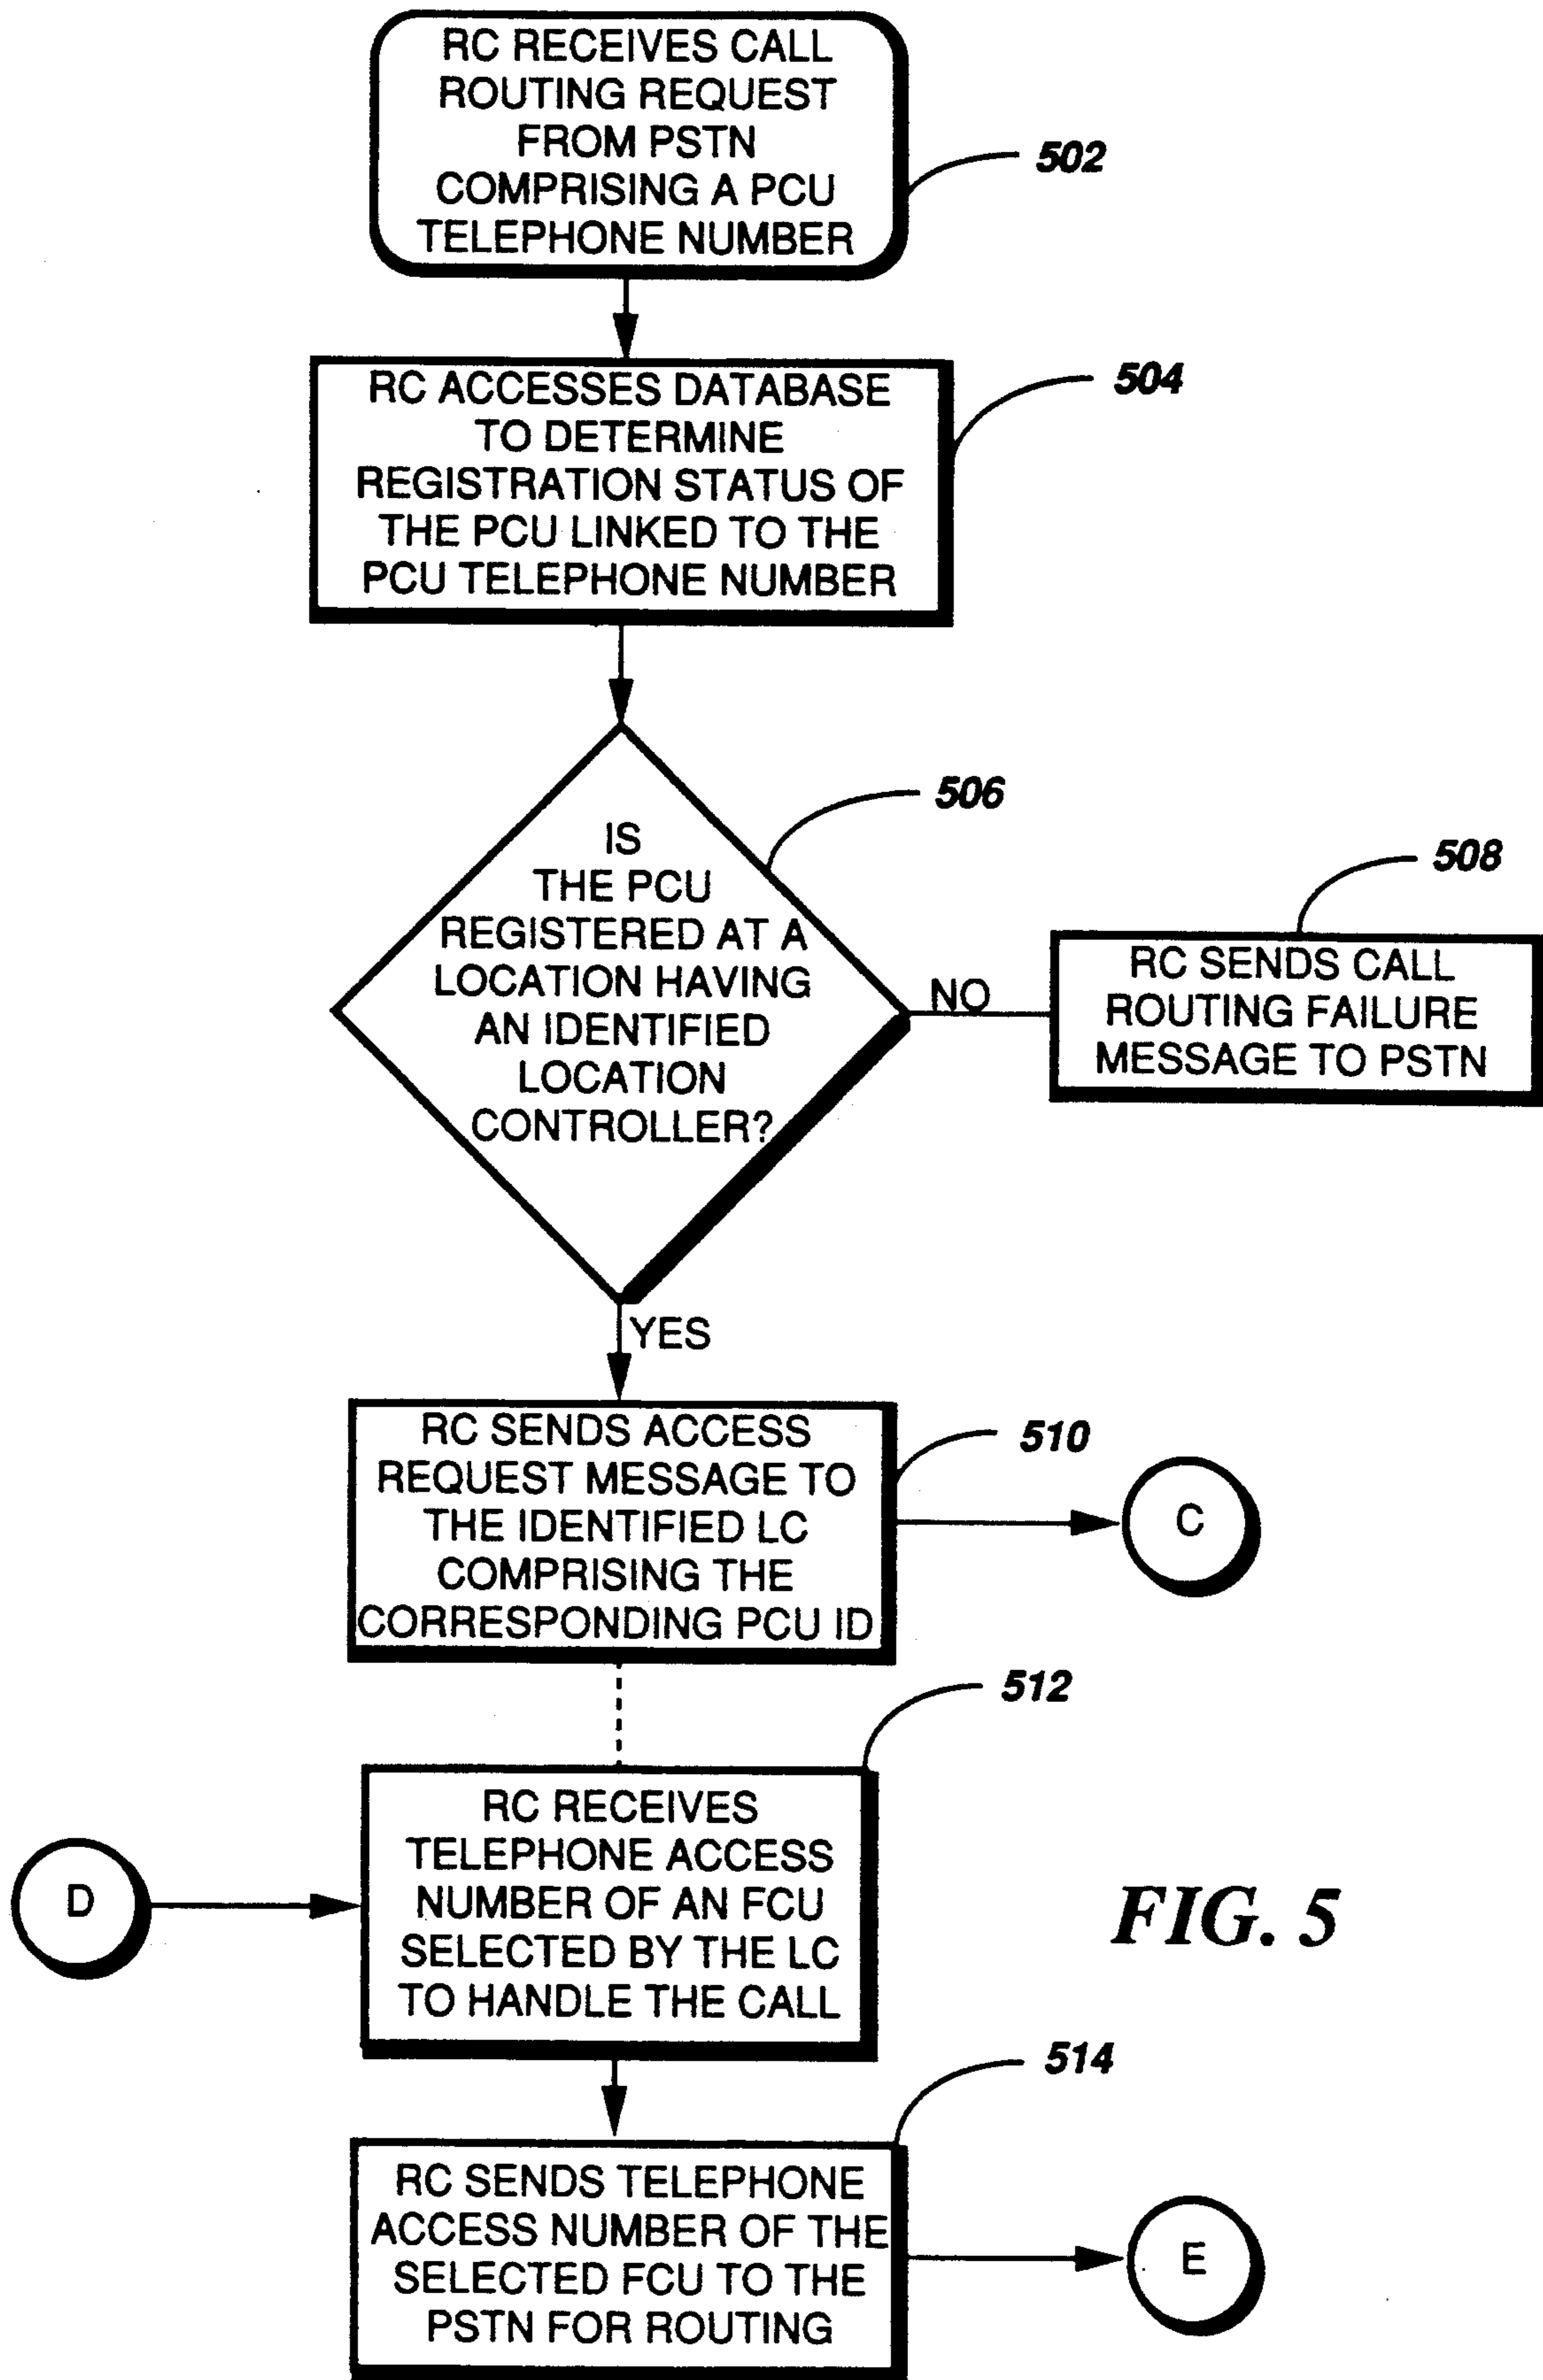 RC RECEIVES CALL
ROUTING REQUEST
FROM PSTN
COMPRISING A PCU
TELEPHONE NUMBER
502
RC ACCESSES DATABASE
TO DETERMINE
REGISTRATION STATUS OF
THE PCU LINKED TO THE
PCU TELEPHONE NUMBER
504
IS
THE PCU
REGISTERED AT A
LOCATION HAVING
AN IDENTIFIED
LOCATION
CONTROLLER?
506
NO
508
RC SENDS CALL
ROUTING FAILURE
MESSAGE TO PSTN
YES
RC SENDS ACCESS
REQUEST MESSAGE TO
THE IDENTIFIED LC
COMPRISING THE
CORRESPONDING PCU ID
510
C
512
D
RC RECEIVES
TELEPHONE ACCESS
NUMBER OF AN FCU
SELECTED BY THE LC
TO HANDLE THE CALL
FIG. 5
514
RC SENDS TELEPHONE
ACCESS NUMBER OF THE
SELECTED FCU TO THE
PSTN FOR ROUTING
E